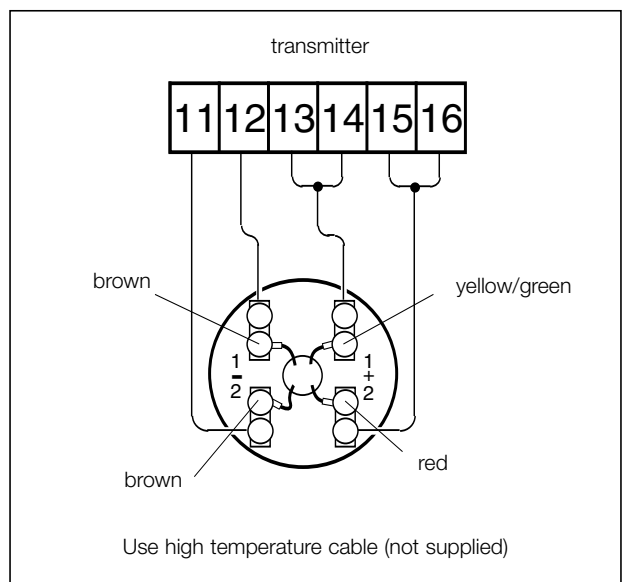 transmitter
11 12 13 14 15 16
brown
yellow/green
1 - 2
1 + 2
brown
red
Use high temperature cable (not supplied)